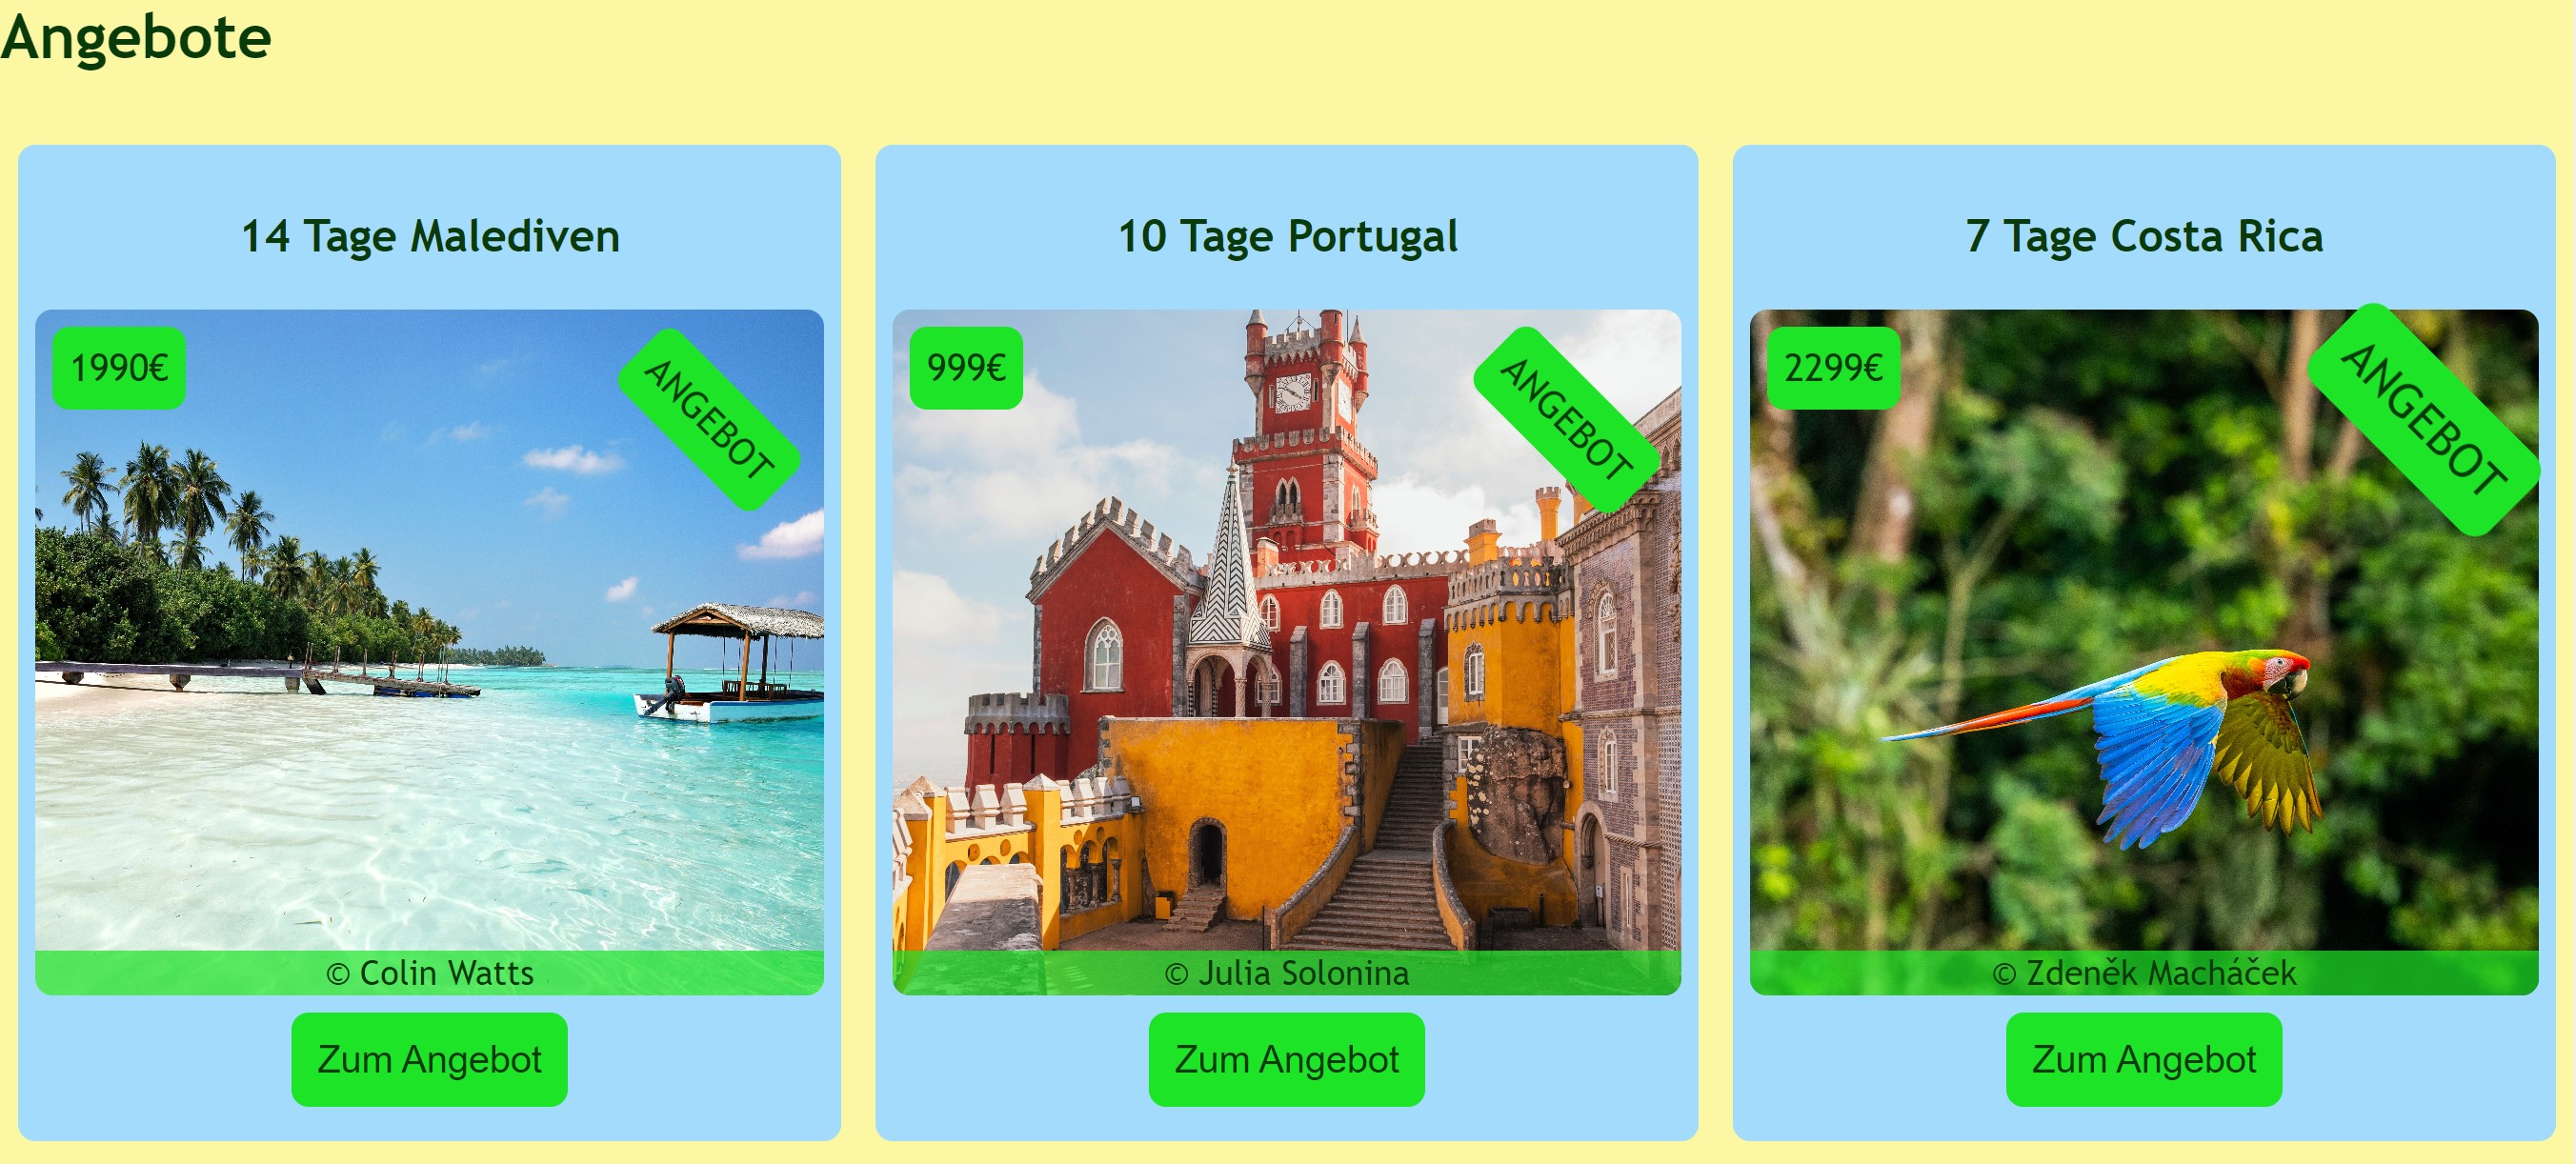 Angebote
14 Tage Malediven
1990€
ANGEBOT
© Colin Watts
Zum Angebot
10 Tage Portugal
999€
ANGEBOT
© Julia Solonina
Zum Angebot
7 Tage Costa Rica
2299€
ANGEBOT
© Zdeněk Macháček
Zum Angebot